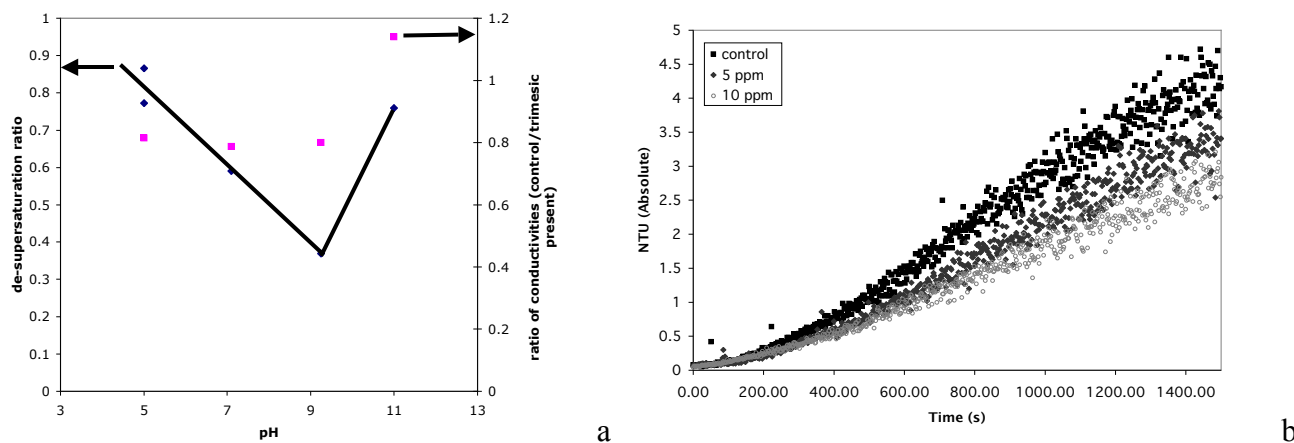 1
0.9
0.8
0.7
0.6
0.5
0.4
0.3
0.2
0.1
0
de-supersaturation ratio
3
5
7
9
11
13
pH
1.2
1
0.8
0.6
0.4
0.2
0
ratio of conductivities (control/trimesic
present)
a
5
4.5
4
3.5
3
2.5
2
1.5
1
0.5
0
NTU (Absolute)
control
5 ppm
10 ppm
0.00 200.00 400.00 600.00 800.00 1000.00 1200.00 1400.00
Time (s)
b